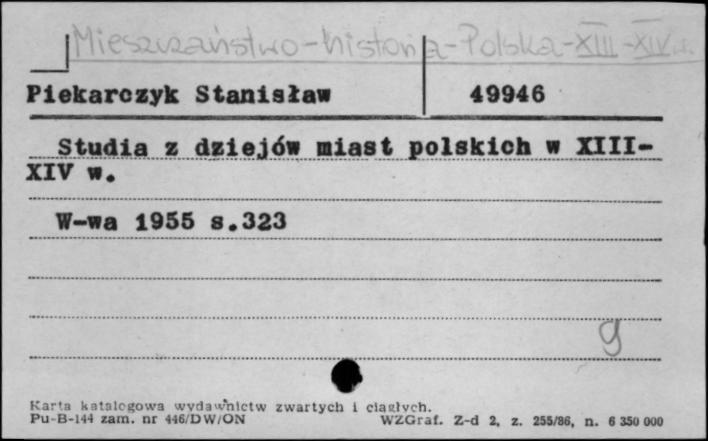 Mieszczaństwo-historia-Polska-XIII-XIV w.
Piekarczyk Stanisław 49946
Studia z dziejów miast polskich w XIII-
XIV w.
W-wa 1955 s.323
9
Karta katalogowa wydawnictw zwartych i ciągłych.
Pu-B-144 zam. nr 446/DW/ON WZGraf. Z-d 2, z. 255/86, n. 6 350 000